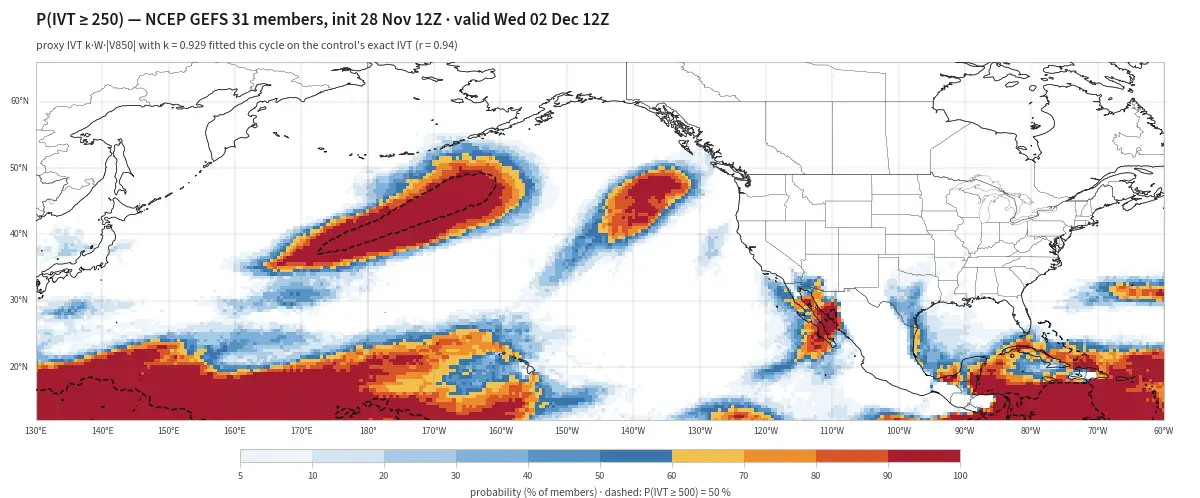 P(IVT ≥ 250) — NCEP GEFS 31 members, init 28 Nov 12Z · valid Wed 02 Dec 12Z
proxy IVT k·W·|V850| with k = 0.929 fitted this cycle on the control's exact IVT (r = 0.94)
60°N
50°N
40°N
30°N
20°N
130°E 140°E 150°E 160°E 170°E 180° 170°W 160°W 150°W 140°W 130°W 120°W 110°W 100°W 90°W 80°W 70°W 60°W
5 10 20 30 40 50 60 70 80 90 100
probability (% of members) · dashed: P(IVT ≥ 500) = 50 %